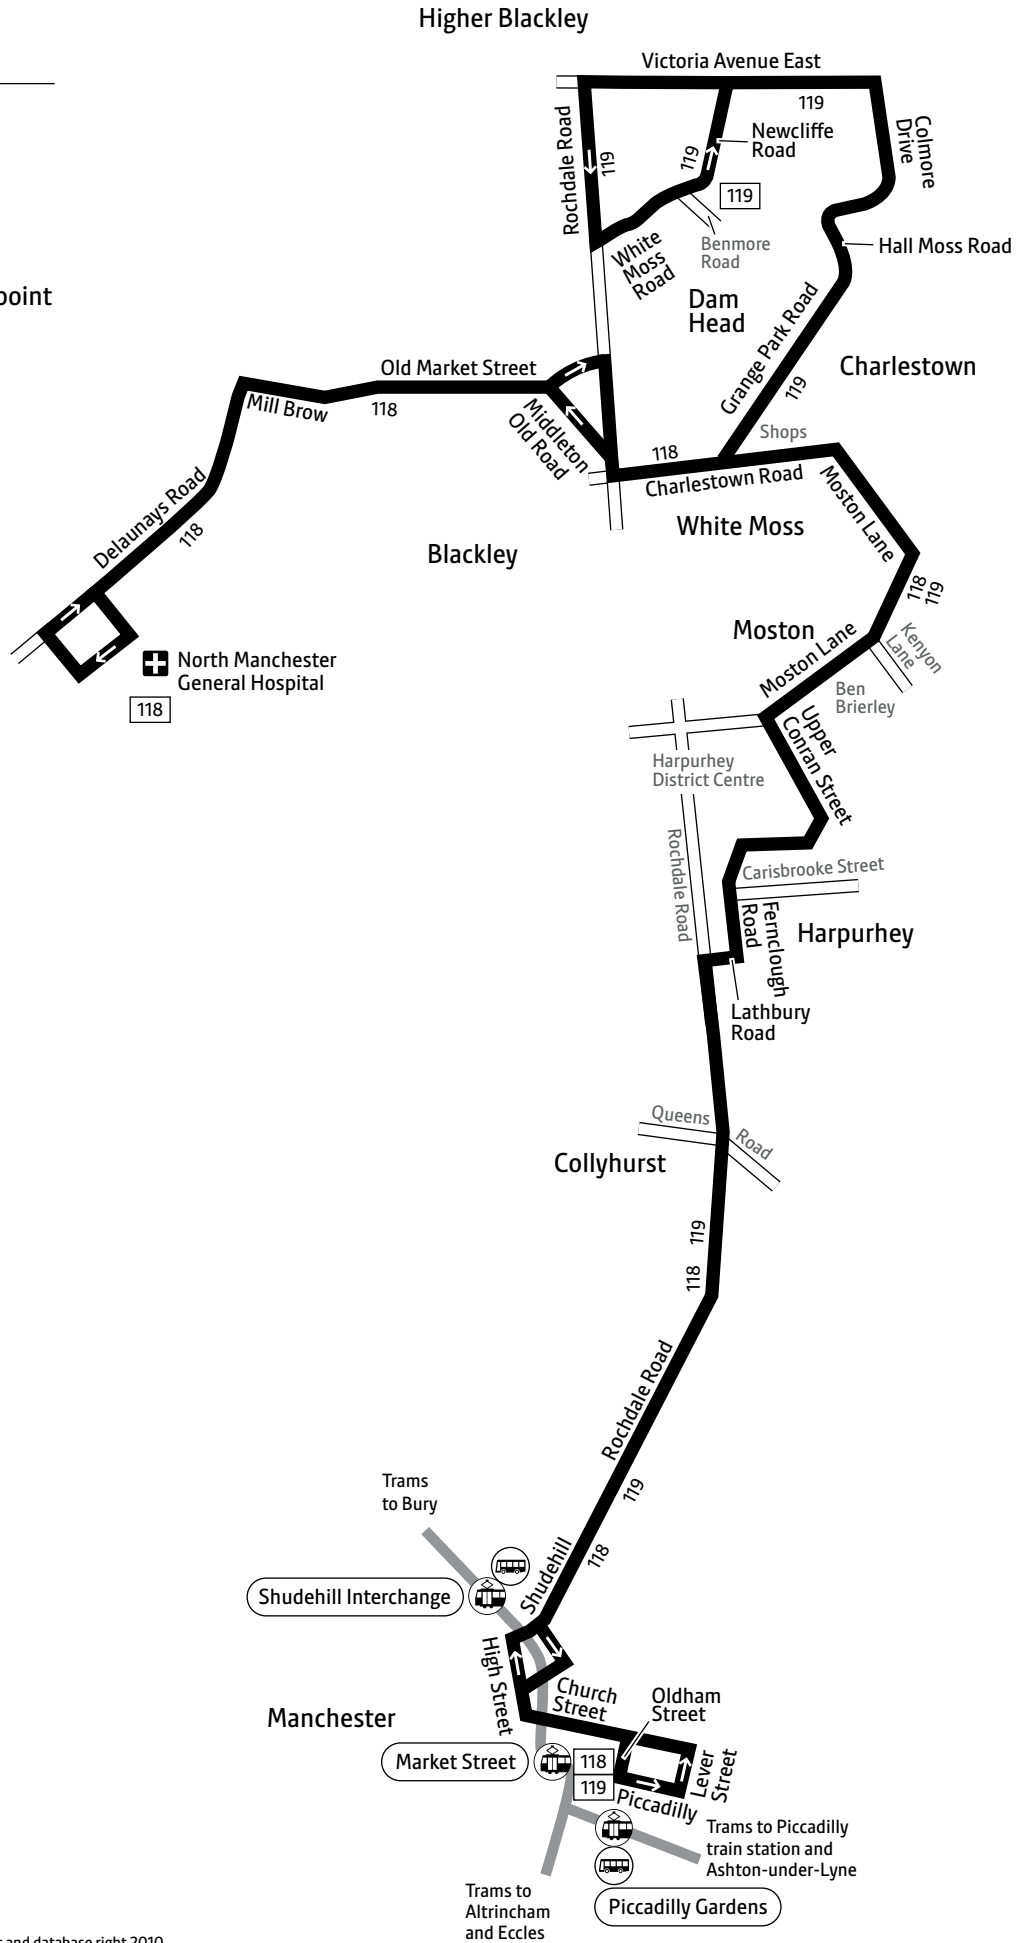 Higher Blackley
Victoria Avenue East
119
Colmore
Drive
Rochdale Road
119
119
Newcliffe
Road
119
White
Moss
Road
Benmore
Road
Hall Moss Road
point
Dam
Head
Grange Park Road
119
Charlestown
Old Market Street
Mill Brow
118
Middleton
Old Road
Shops
118
Charlestown Road
Moston Lane
Delaunays Road
118
White Moss
Blackley
118
119
Moston
Moston Lane
Kenyon
Lane
North Manchester
General Hospital
118
Ben
Brierley
Upper
Conran Street
Harpurhey
District Centre
Rochdale Road
Carisbrooke Street
Fernclough
Road
Harpurhey
Lathbury
Road
Queens
Road
Collyhurst
119
118
Rochdale Road
119
118
Trams
to Bury
Shudehill
Shudehill Interchange
High Street
Church
Street
Oldham
Street
Manchester
Market Street
118
119
Lever
Street
Piccadilly
Trams to Piccadilly
train station and
Ashton-under-Lyne
Trams to
Altrincham
and Eccles
Piccadilly Gardens
and database right 2010